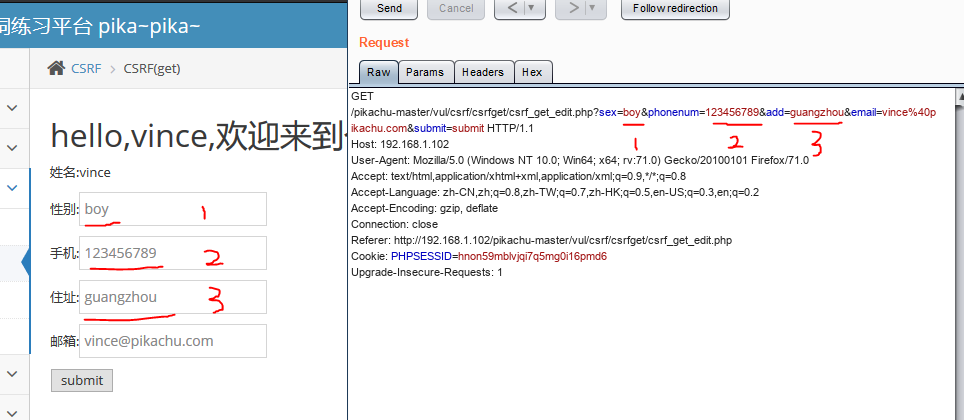 练习平台 pika~pika~
CSRF > CSRF(get)
hello,vince,欢迎来到
姓名:vince
性别: boy 1
手机: 123456789 2
住址: guangzhou 3
邮箱: vince@pikachu.com
submit
Send Cancel < > Follow redirection
Request
Raw Params Headers Hex
GET
/pikachu-master/vul/csrf/csrfget/csrf_get_edit.php?sex=boy&phonenum=123456789&add=guangzhou&email=vince%40p
ikachu.com&submit=submit HTTP/1.1
1 2 3
Host: 192.168.1.102
User-Agent: Mozilla/5.0 (Windows NT 10.0; Win64; x64; rv:71.0) Gecko/20100101 Firefox/71.0
Accept: text/html,application/xhtml+xml,application/xml;q=0.9,*/*;q=0.8
Accept-Language: zh-CN,zh;q=0.8,zh-TW;q=0.7,zh-HK;q=0.5,en-US;q=0.3,en;q=0.2
Accept-Encoding: gzip, deflate
Connection: close
Referer: http://192.168.1.102/pikachu-master/vul/csrf/csrfget/csrf_get_edit.php
Cookie: PHPSESSID=hnon59mblvjqi7q5mg0i16pmd6
Upgrade-Insecure-Requests: 1